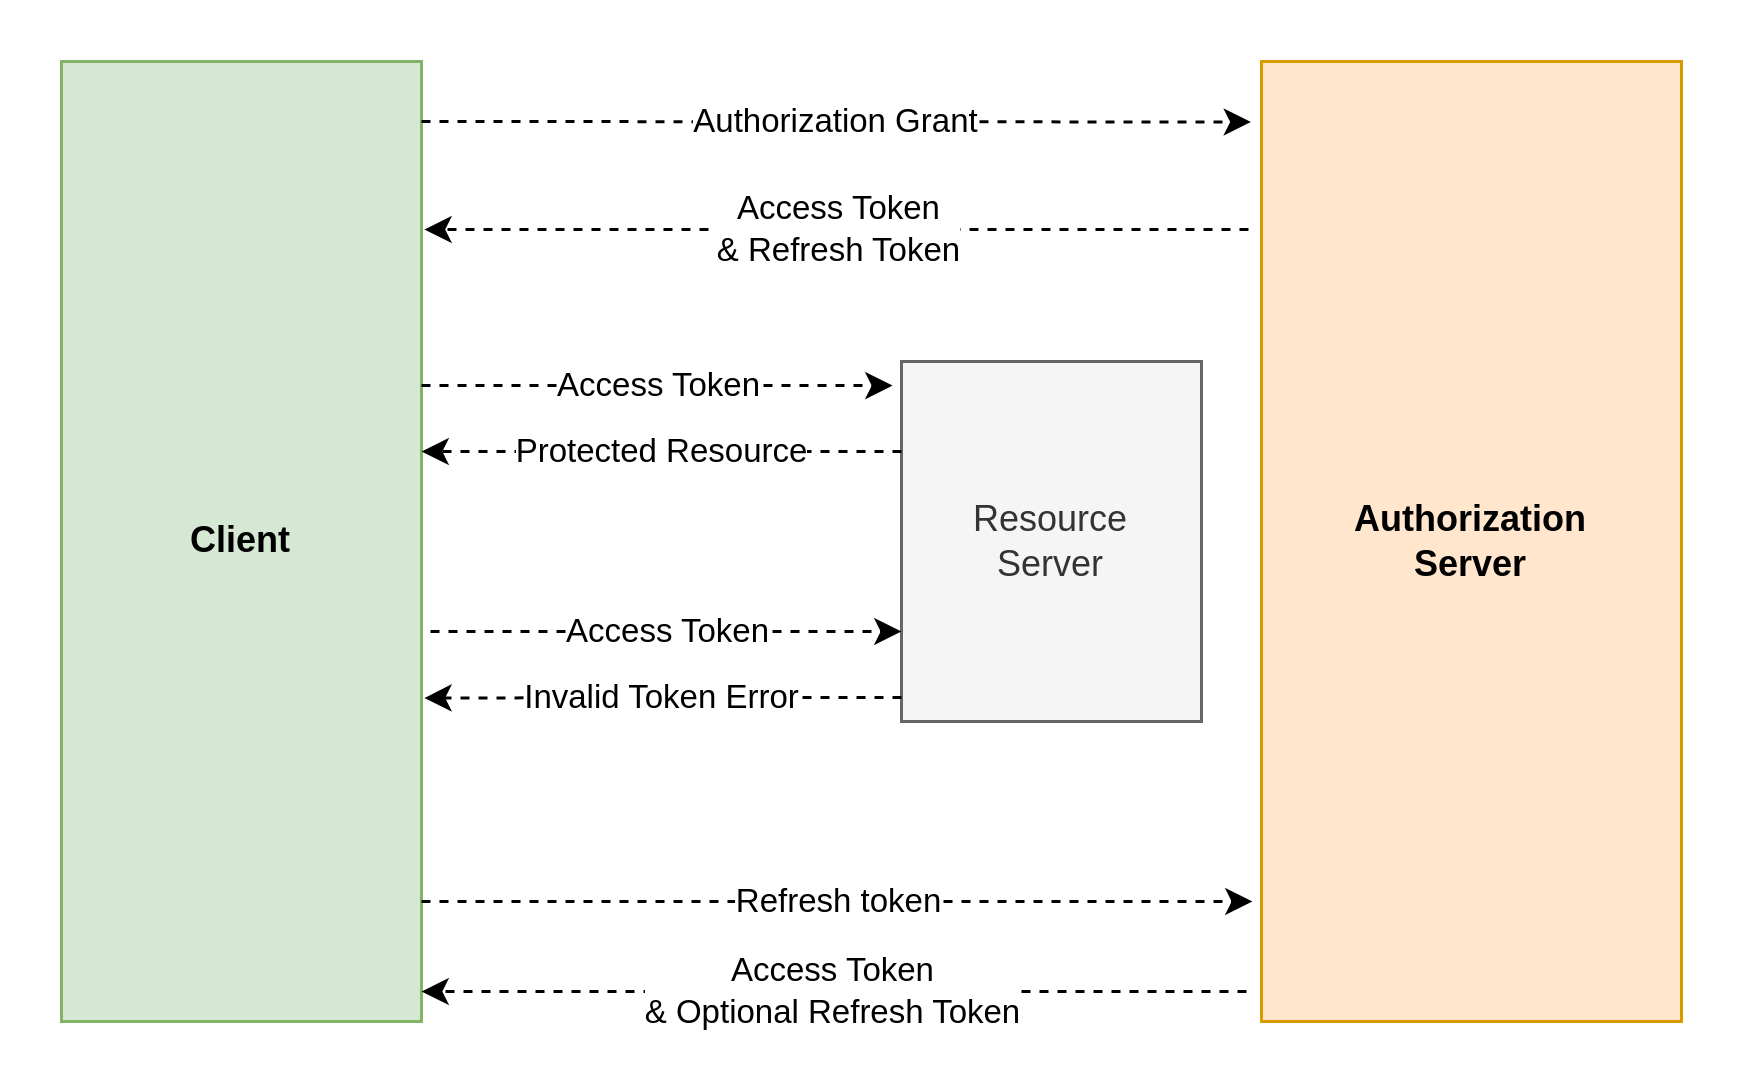 Authorization Grant
Access Token
& Refresh Token
Access Token
Protected Resource
Resource
Server
Client
Authorization
Server
Access Token
Invalid Token Error
Refresh token
Access Token
& Optional Refresh Token